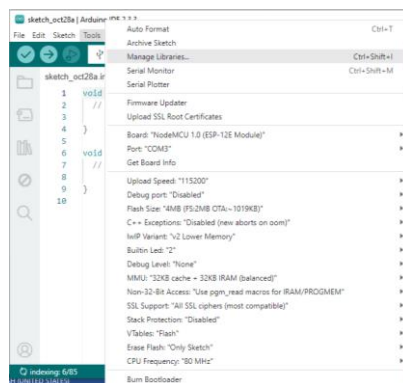 sketch_oct28a | Arduino IDE 2.3.3
File Edit Sketch Tools
sketch_oct28a.in
1 void
2 //
3
4 }
5
6 void
7 //
8
9 }
10
Auto Format Ctrl+T
Archive Sketch
Manage Libraries... Ctrl+Shift+I
Serial Monitor Ctrl+Shift+M
Serial Plotter
Firmware Updater
Upload SSL Root Certificates
Board: "NodeMCU 1.0 (ESP-12E Module)"
Port: "COM3"
Get Board Info
Upload Speed: "115200"
Debug port: "Disabled"
Flash Size: "4MB (FS:2MB OTA:~1019KB)"
C++ Exceptions: "Disabled (new aborts on oom)"
lwIP Variant: "v2 Lower Memory"
Builtin Led: "2"
Debug Level: "None"
MMU: "32KB cache + 32KB IRAM (balanced)"
Non-32-Bit Access: "Use pgm_read macros for IRAM/PROGMEM"
SSL Support: "All SSL ciphers (most compatible)"
Stack Protection: "Disabled"
VTables: "Flash"
Erase Flash: "Only Sketch"
CPU Frequency: "80 MHz"
Burn Bootloader
indexing: 6/85
(UNITED STATES)